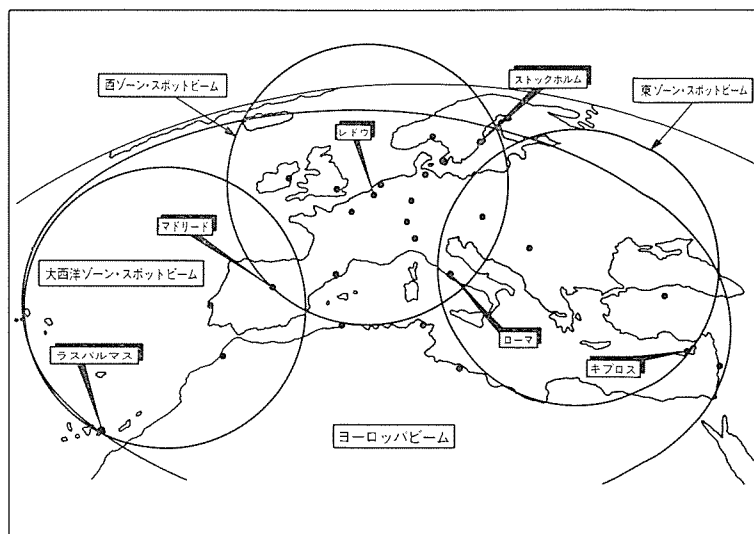 西ゾーン・スポットビーム
ストックホルム
東ゾーン・スポットビーム
レドウ
マドリード
大西洋ゾーン・スポットビーム
ローマ
ラスパルマス
キプロス
ヨーロッパビーム